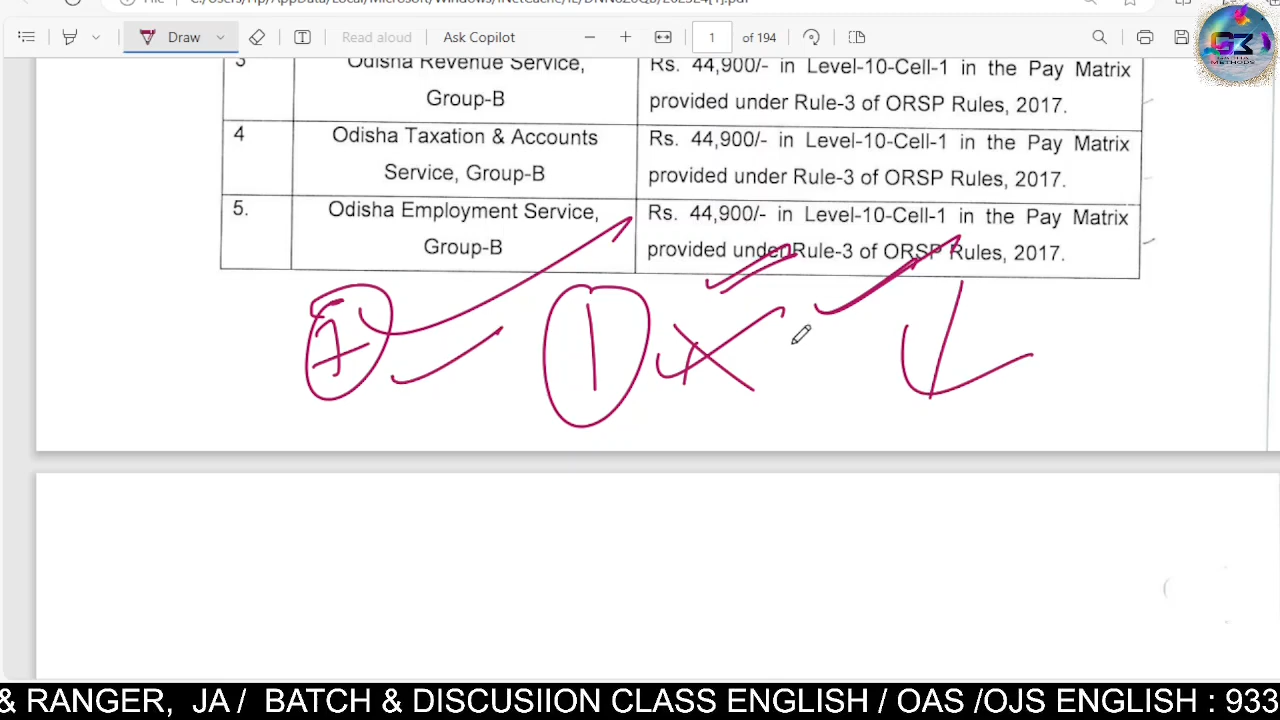 Draw
Read aloud
Ask Copilot
1
of 194
G3
METHODS
3
Odisha Revenue Service,
Group-B
Rs. 44,900/- in Level-10-Cell-1 in the Pay Matrix
provided under Rule-3 of ORSP Rules, 2017.
4
Odisha Taxation & Accounts
Service, Group-B
Rs. 44,900/- in Level-10-Cell-1 in the Pay Matrix
provided under Rule-3 of ORSP Rules, 2017.
5.
Odisha Employment Service,
Group-B
Rs. 44,900/- in Level-10-Cell-1 in the Pay Matrix
provided under Rule-3 of ORSP Rules, 2017.
& RANGER, JA / BATCH & DISCUSIION CLASS ENGLISH / OAS /OJS ENGLISH : 933